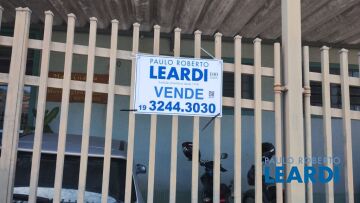 PAULO ROBERTO
LEARDI
VENDE
19 3244.3030
PAULO ROBERTO
LEARDI